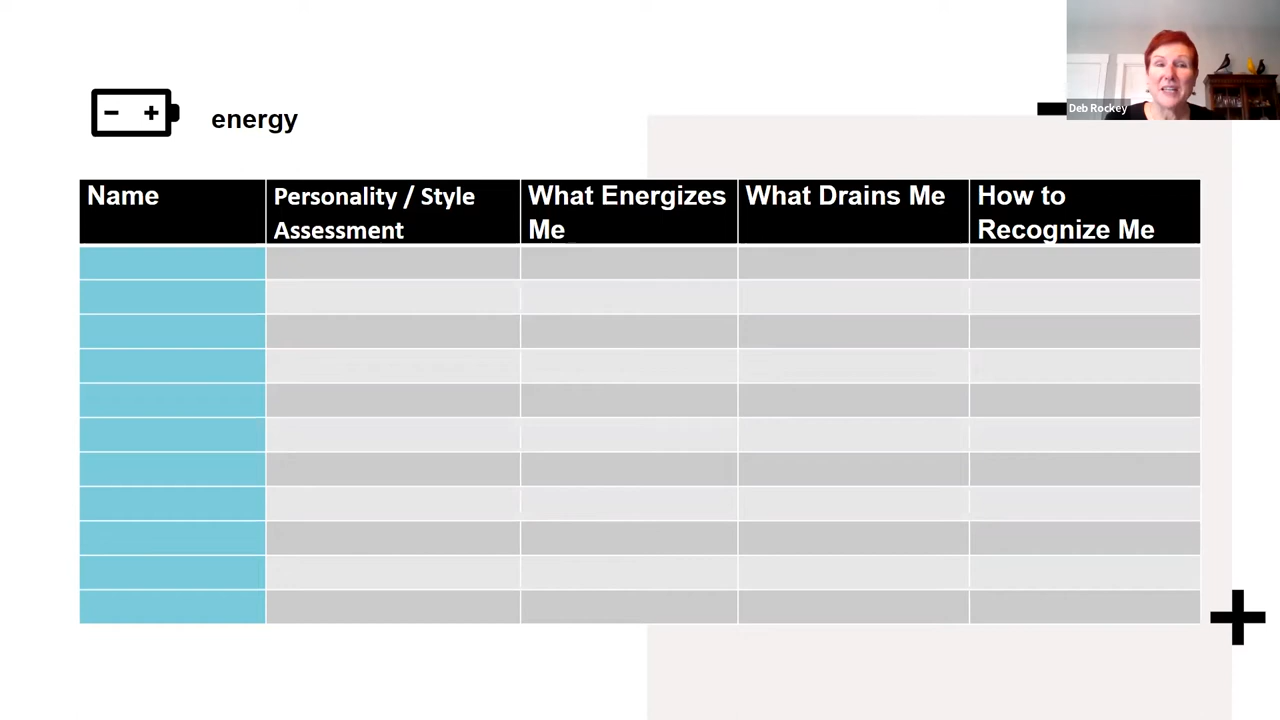 Deb Rockey
energy
Name
Personality / Style
Assessment
What Energizes
Me
What Drains Me
How to
Recognize Me